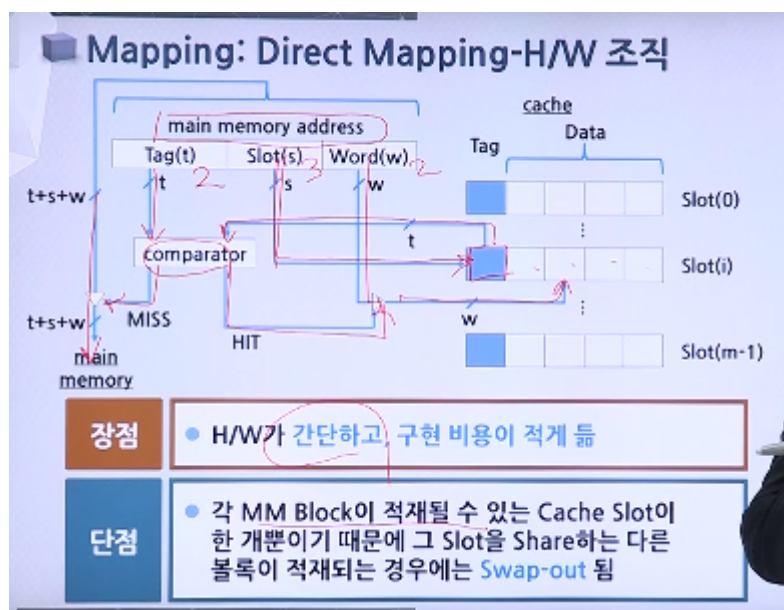 Mapping: Direct Mapping-H/W 조직
main memory address
Tag(t) Slot(s) Word(w)
2 3 2
t s w
t+s+w
comparator
t+s+w
MISS
HIT
main
memory
cache
Tag Data
Slot(0)
⋮
t
Slot(i)
⋮
w
Slot(m-1)
장점
• H/W가 간단하고, 구현 비용이 적게 듦
단점
• 각 MM Block이 적재될 수 있는 Cache Slot이
한 개뿐이기 때문에 그 Slot을 Share하는 다른
블록이 적재되는 경우에는 Swap-out 됨